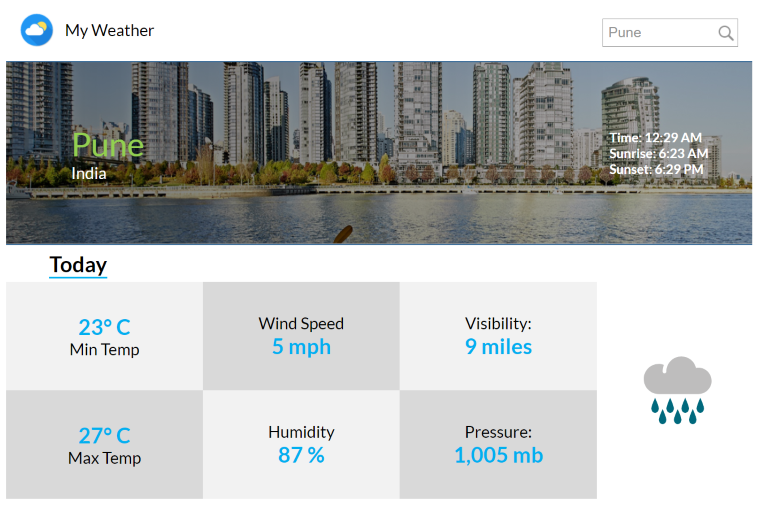 My Weather
Pune
Pune
India
Time: 12:29 AM
Sunrise: 6:23 AM
Sunset: 6:29 PM
Today
23° C
Min Temp
Wind Speed
5 mph
Visibility:
9 miles
27° C
Max Temp
Humidity
87 %
Pressure:
1,005 mb